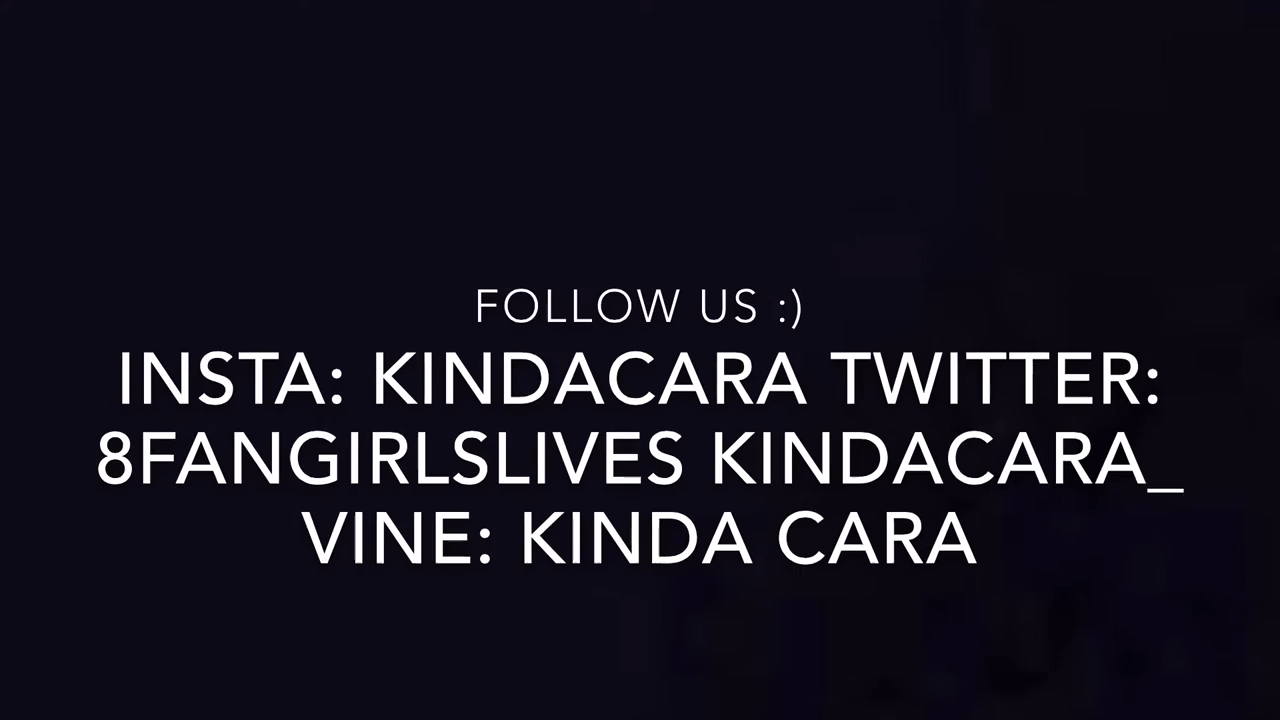 FOLLOW US :)
INSTA: KINDACARA TWITTER:
8FANGIRLSLIVES KINDACARA_
VINE: KINDA CARA